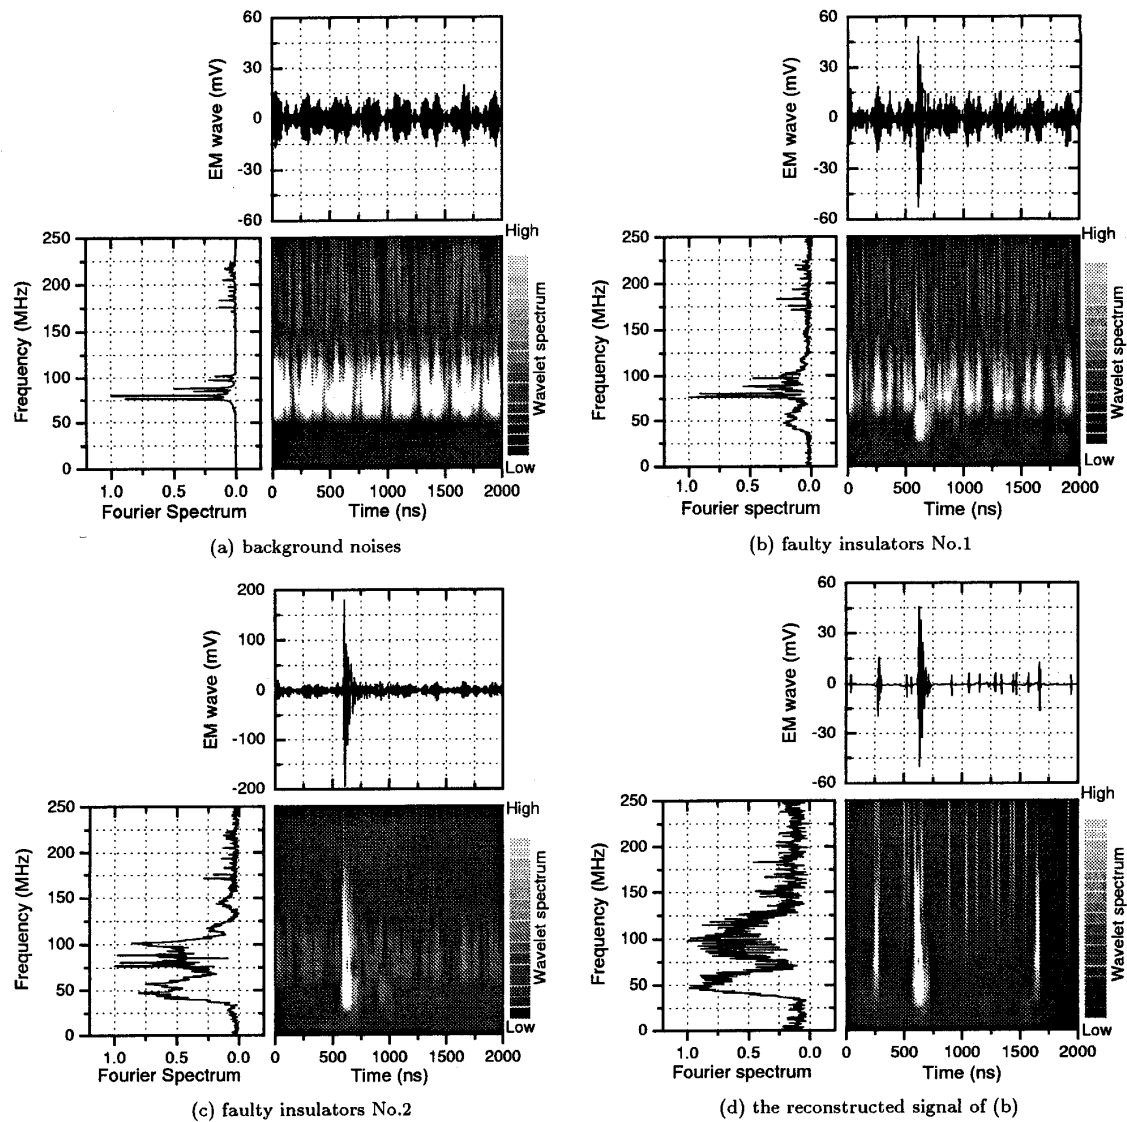 60
30
0
-30
-60
EM wave (mV)
250
200
150
100
50
0
Frequency (MHz)
1.0 0.5 0.0
Fourier Spectrum
0 500 1000 1500 2000
Time (ns)
High
Wavelet spectrum
Low
(a) background noises
60
30
0
-30
-60
EM wave (mV)
250
200
150
100
50
0
Frequency (MHz)
1.0 0.5 0.0
Fourier spectrum
0 500 1000 1500 2000
Time (ns)
High
Wavelet spectrum
Low
(b) faulty insulators No.1
200
100
0
-100
-200
EM wave (mV)
250
200
150
100
50
0
Frequency (MHz)
1.0 0.5 0.0
Fourier Spectrum
0 500 1000 1500 2000
Time (ns)
High
Wavelet spectrum
Low
(c) faulty insulators No.2
60
30
0
-30
-60
EM wave (mV)
250
200
150
100
50
0
Frequency (MHz)
1.0 0.5 0.0
Fourier spectrum
0 500 1000 1500 2000
Time (ns)
High
Wavelet spectrum
Low
(d) the reconstructed signal of (b)